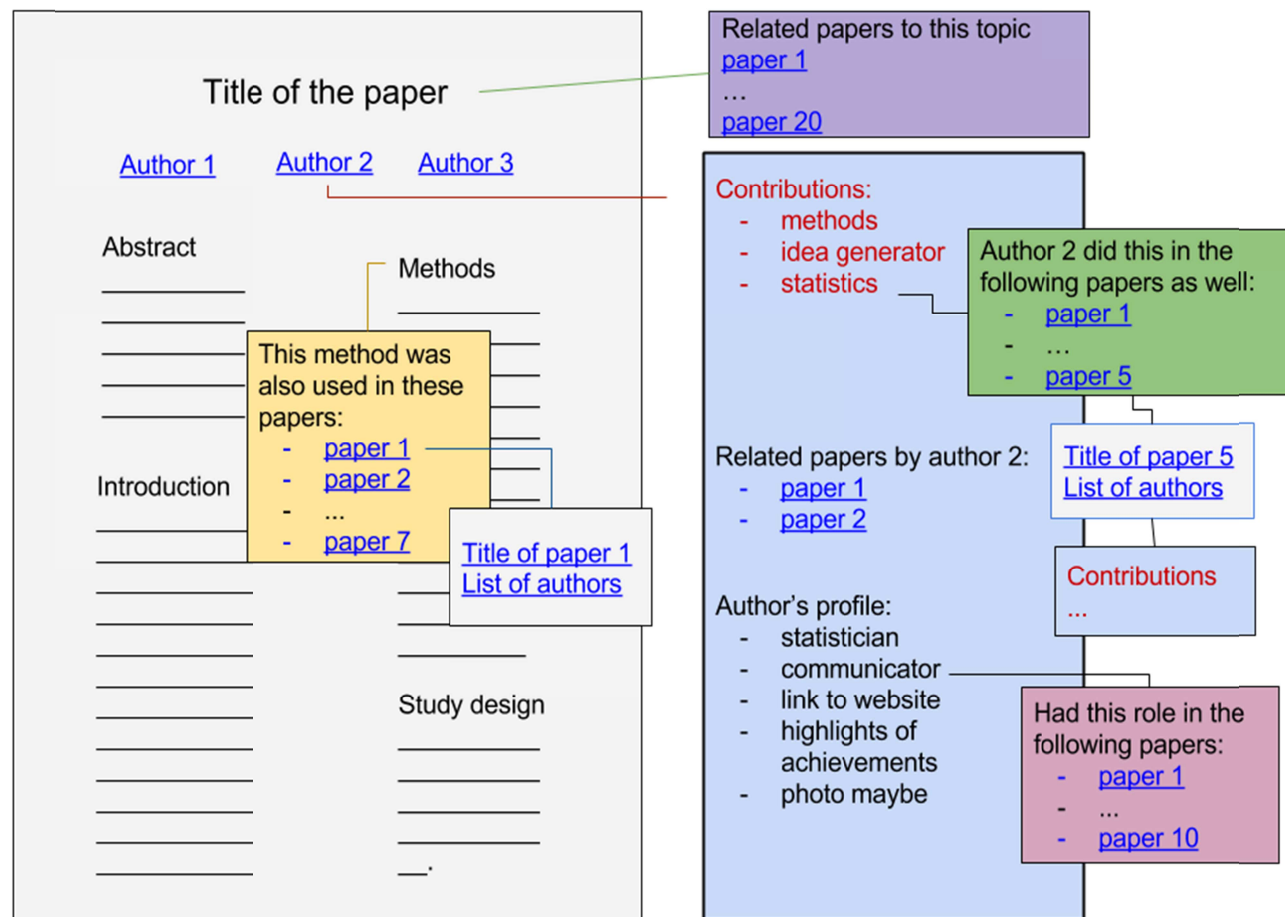 Title of the paper
Author 1
Author 2
Author 3
Abstract
Introduction
Methods
Study design
This method was
also used in these
papers:
- paper 1
- paper 2
- ...
- paper 7
Title of paper 1
List of authors
Related papers to this topic
paper 1
...
paper 20
Contributions:
- methods
- idea generator
- statistics
Author 2 did this in the
following papers as well:
- paper 1
- ...
- paper 5
Title of paper 5
List of authors
Contributions
...
Related papers by author 2:
- paper 1
- paper 2
Author's profile:
- statistician
- communicator
- link to website
- highlights of
achievements
- photo maybe
Had this role in the
following papers:
- paper 1
- ...
- paper 10